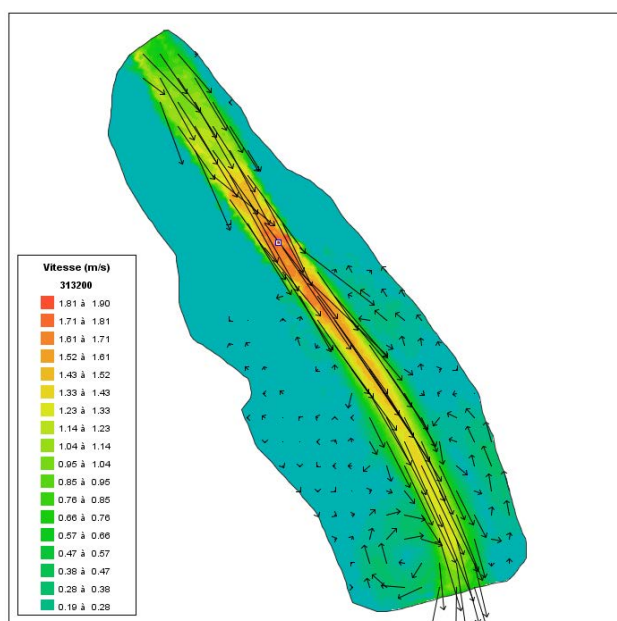 Vitesse (m/s)
313200
1.81 à 1.90
1.71 à 1.81
1.61 à 1.71
1.52 à 1.61
1.43 à 1.52
1.33 à 1.43
1.23 à 1.33
1.14 à 1.23
1.04 à 1.14
0.95 à 1.04
0.85 à 0.95
0.76 à 0.85
0.66 à 0.76
0.57 à 0.66
0.47 à 0.57
0.38 à 0.47
0.28 à 0.38
0.19 à 0.28